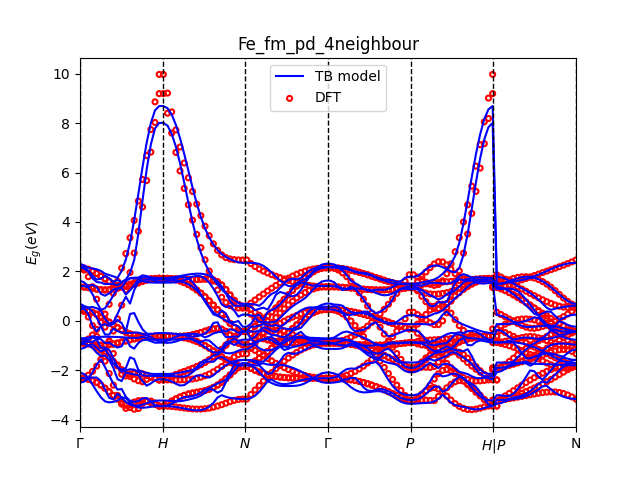 Fe_fm_pd_4neighbour
TB model
DFT
E_g(eV)
10
8
6
4
2
0
−2
−4
Γ H N Γ P H|P N